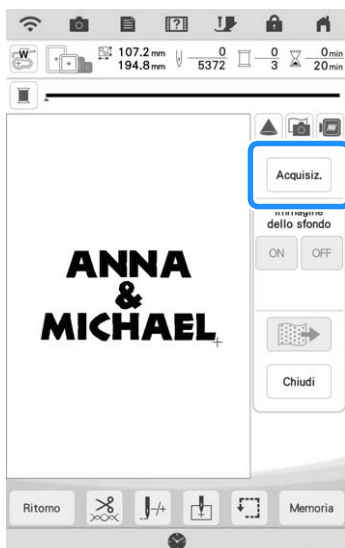 W
107.2 mm
194.8 mm
0
5372
0
3
0 min
20 min
Acquisiz.
Immagine
dello sfondo
ON OFF
ANNA
&
MICHAEL
Chiudi
Ritorno
-/+
Memoria